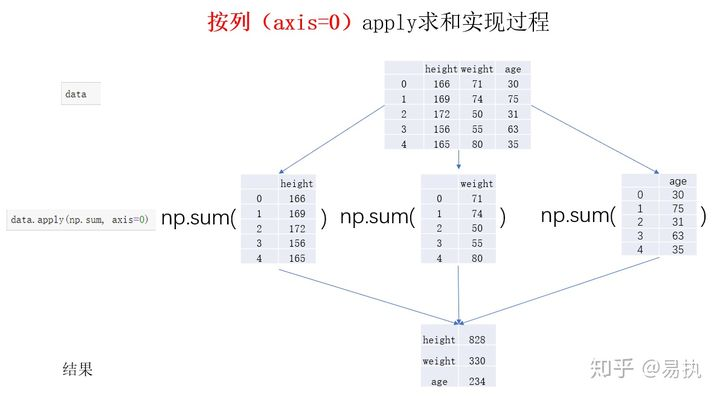 按列（axis=0）apply求和实现过程
data
height weight age
0 166 71 30
1 169 74 75
2 172 50 31
3 156 55 63
4 165 80 35
data.apply(np.sum, axis=0)
np.sum(
height
0 166
1 169
2 172
3 156
4 165
)
np.sum(
weight
0 71
1 74
2 50
3 55
4 80
)
np.sum(
age
0 30
1 75
2 31
3 63
4 35
)
结果
height 828
weight 330
age 234
知乎 @易执